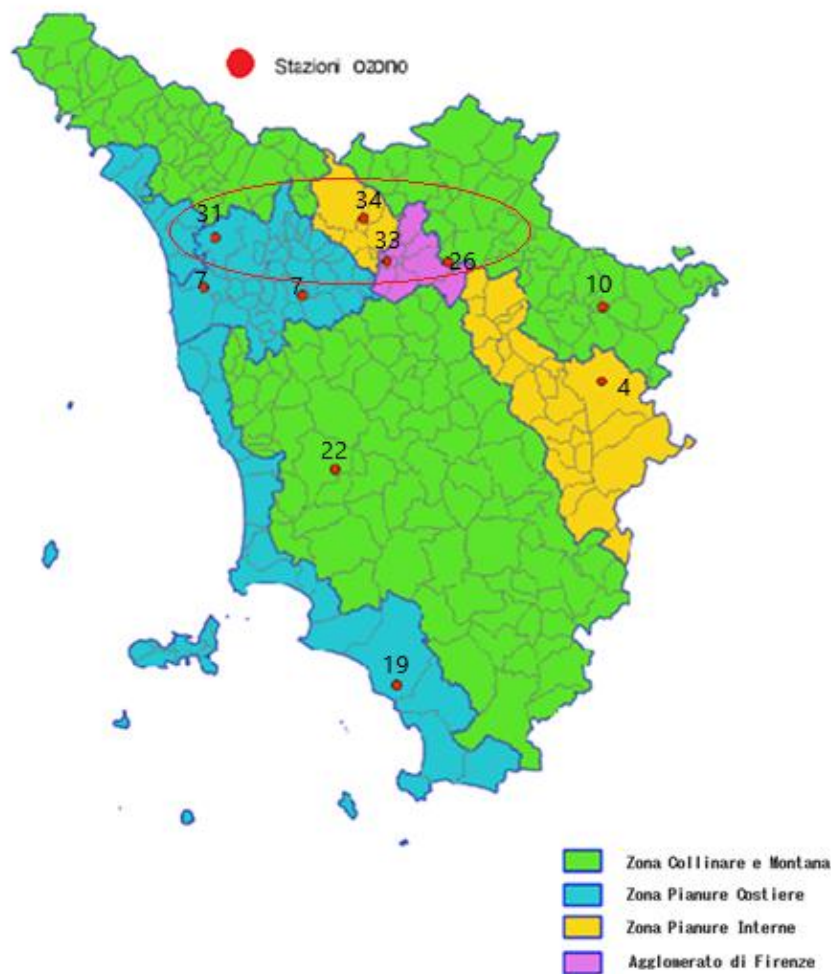 Stazioni ozono
34
31
33
26
7
7
10
4
22
19
Zona Collinare e Montana
Zona Pianure Costiere
Zona Pianure Interne
Agglomerato di Firenze